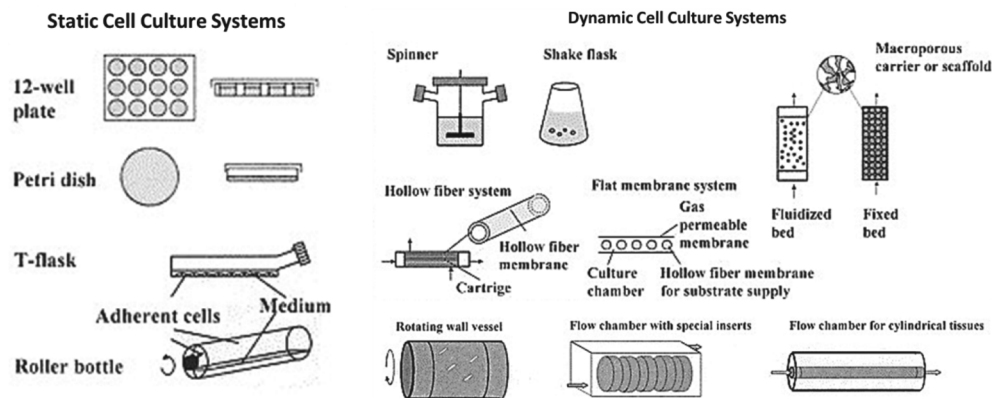 Static Cell Culture Systems
12-well
plate
Petri dish
T-flask
Adherent cells
Medium
Roller bottle
Dynamic Cell Culture Systems
Spinner
Shake flask
Macroporous
carrier or scaffold
Fluidized
bed
Fixed
bed
Hollow fiber system
Hollow fiber
membrane
Cartrige
Flat membrane system
Gas
permeable
membrane
Culture
chamber
Hollow fiber membrane
for substrate supply
Rotating wall vessel
Flow chamber with special inserts
Flow chamber for cylindrical tissues